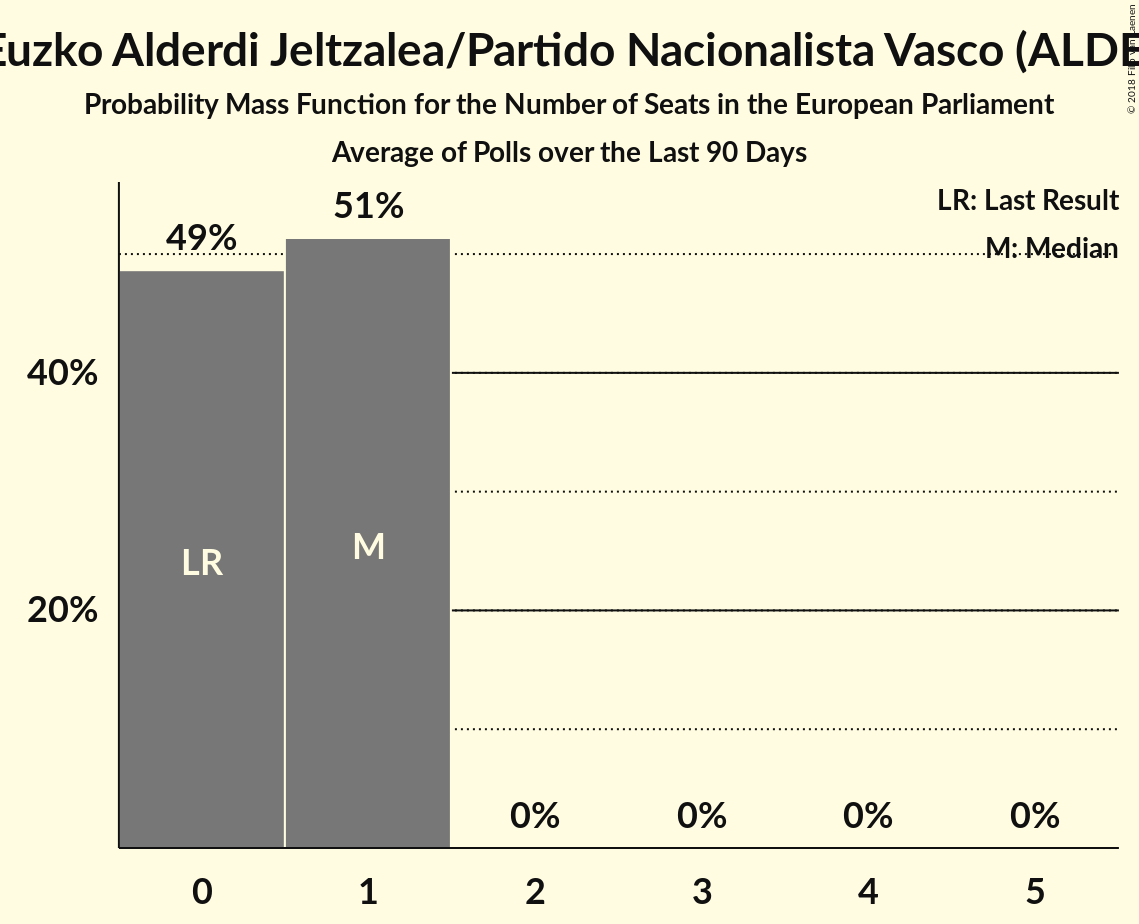 Euzko Alderdi Jeltzalea/Partido Nacionalista Vasco (ALDE
Probability Mass Function for the Number of Seats in the European Parliament
Average of Polls over the Last 90 Days
© 2018
LR: Last Result
M: Median
49%
51%
40%
20%
LR
M
0%
0%
0%
0%
0
1
2
3
4
5